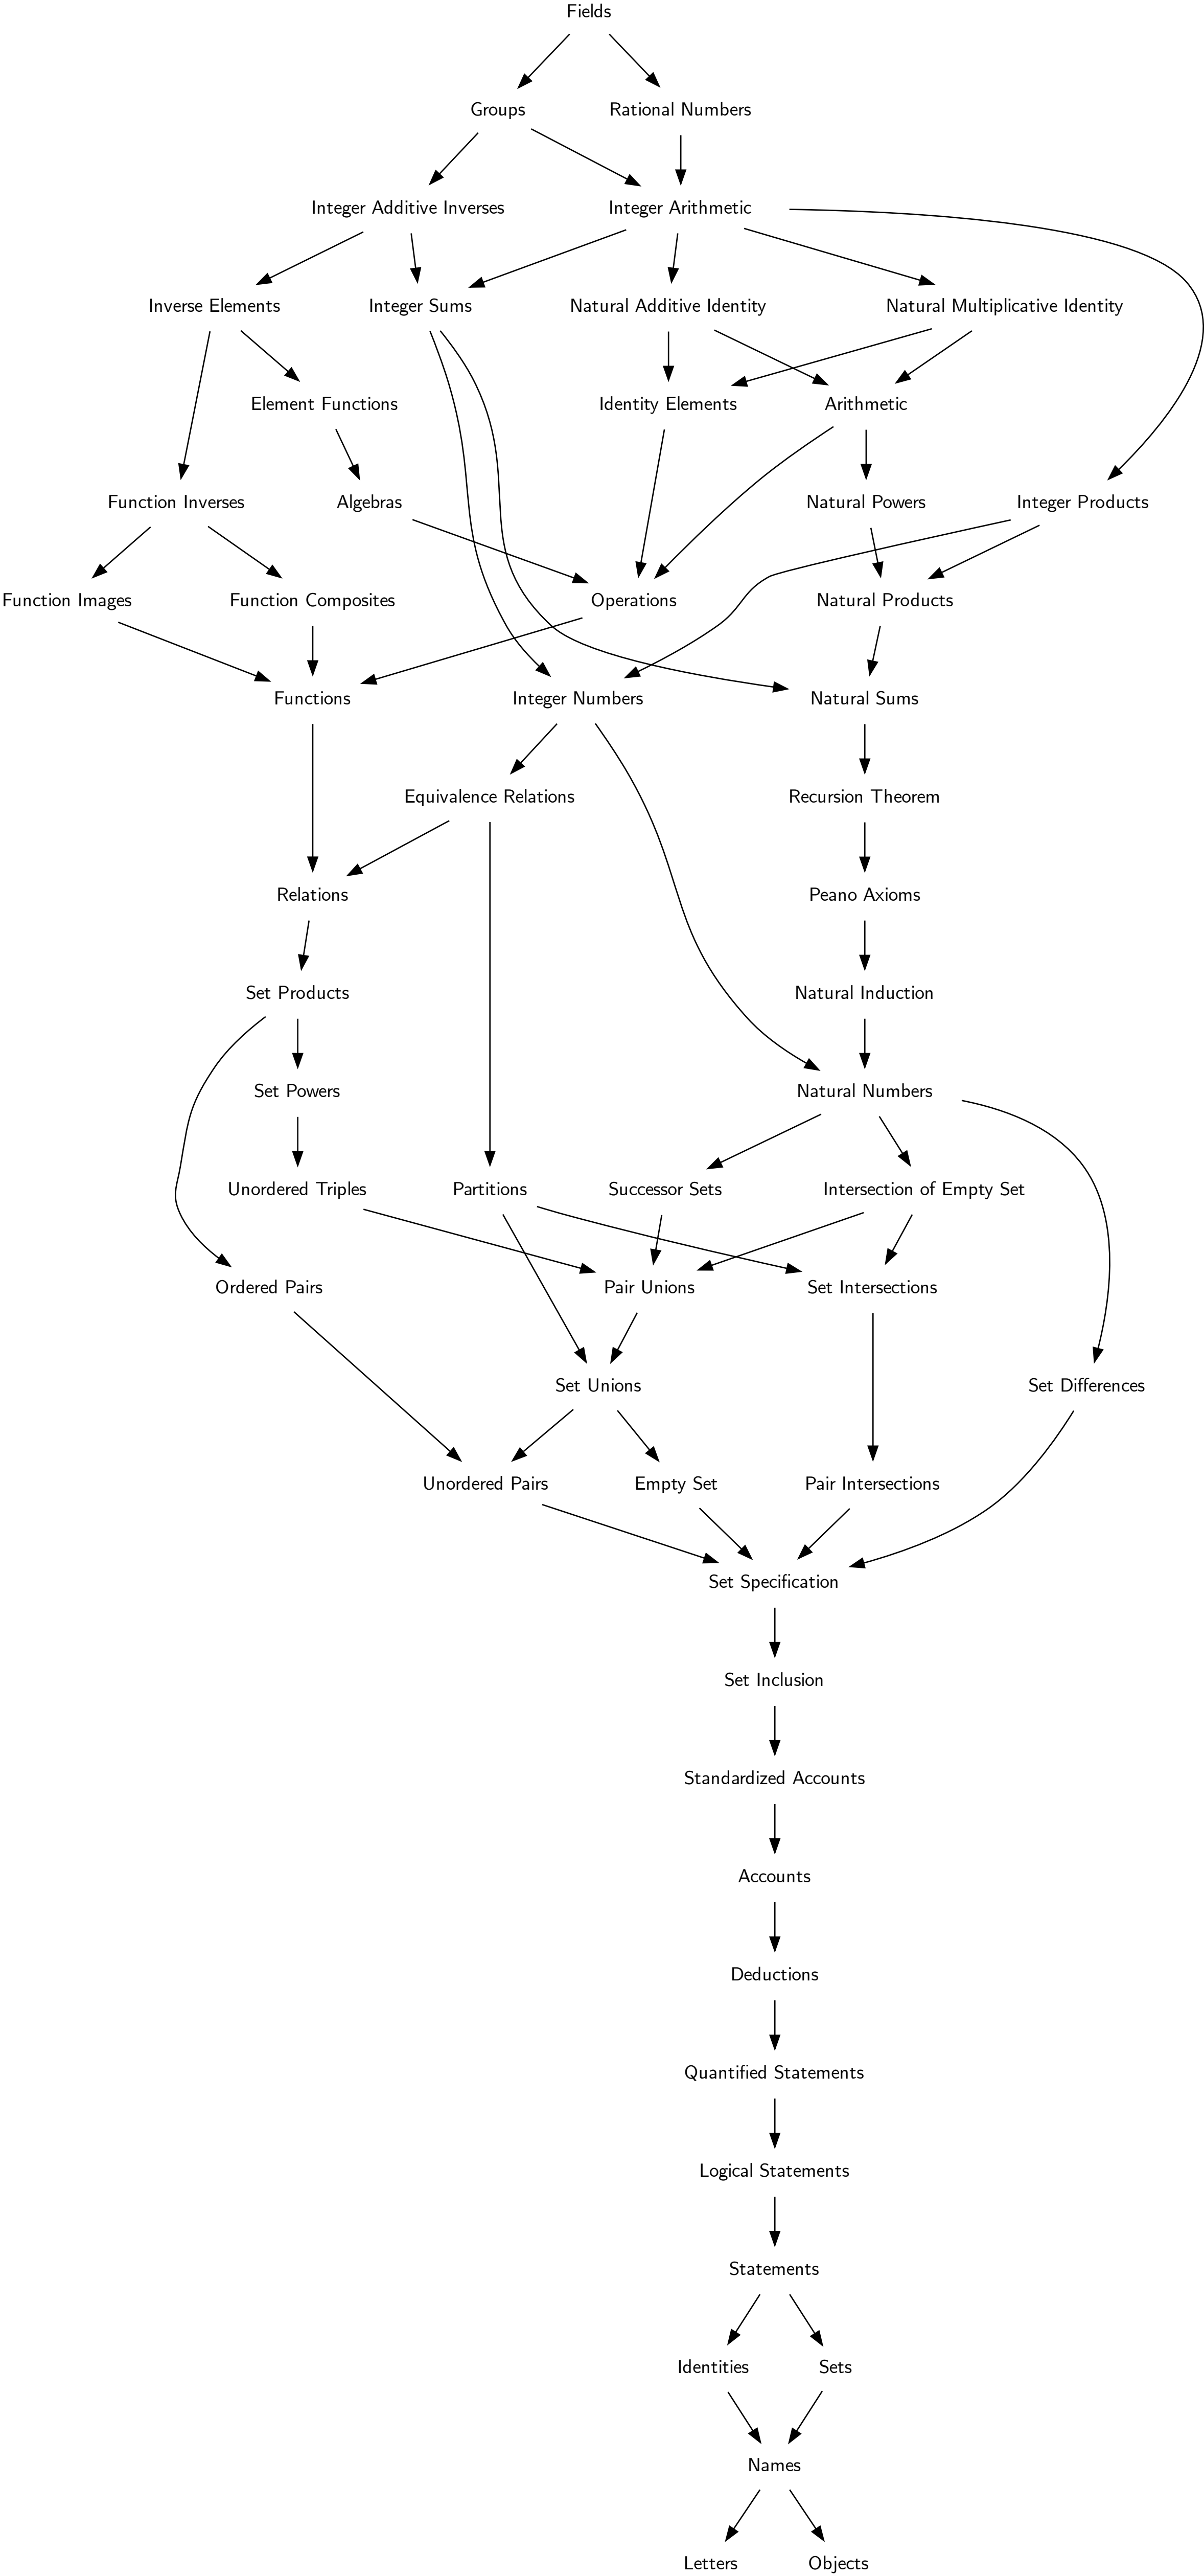 Fields
Groups
Rational Numbers
Integer Additive Inverses
Integer Arithmetic
Inverse Elements
Integer Sums
Natural Additive Identity
Natural Multiplicative Identity
Element Functions
Identity Elements
Arithmetic
Function Inverses
Algebras
Natural Powers
Integer Products
Function Images
Function Composites
Operations
Natural Products
Functions
Integer Numbers
Natural Sums
Equivalence Relations
Recursion Theorem
Relations
Peano Axioms
Set Products
Natural Induction
Set Powers
Natural Numbers
Unordered Triples
Partitions
Successor Sets
Intersection of Empty Set
Ordered Pairs
Pair Unions
Set Intersections
Set Unions
Set Differences
Unordered Pairs
Empty Set
Pair Intersections
Set Specification
Set Inclusion
Standardized Accounts
Accounts
Deductions
Quantified Statements
Logical Statements
Statements
Identities
Sets
Names
Letters
Objects